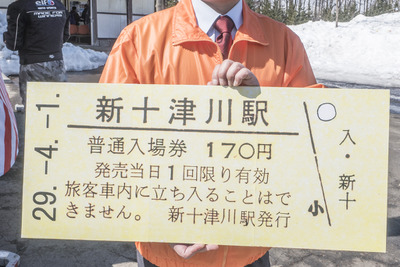 elf
29.-4.-1.
新十津川駅
普通入場券 170円
発売当日1回限り有効
旅客車内に立ち入ることはで
きません。 新十津川駅発行
小
入・新十